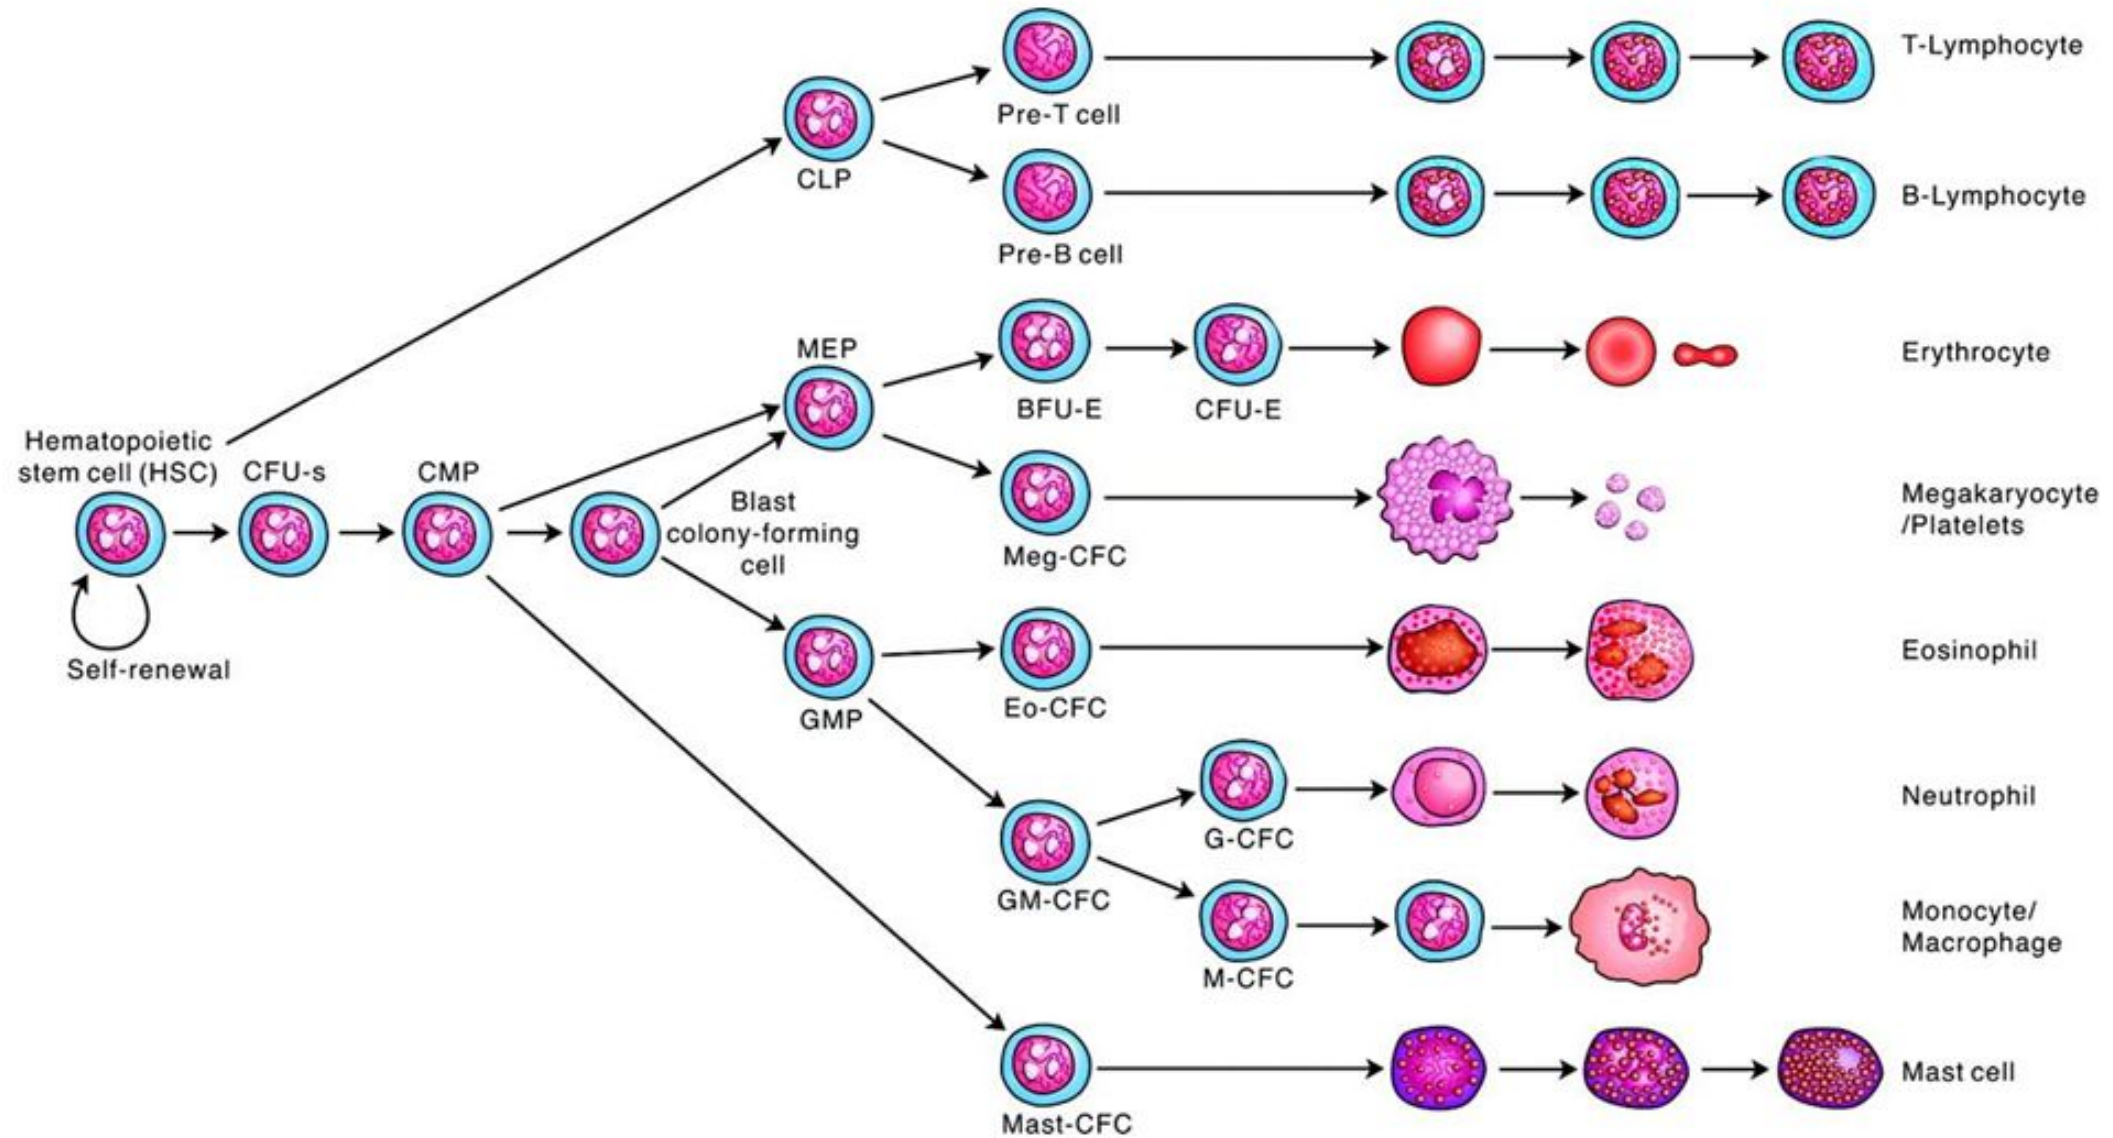 T-Lymphocyte
Pre-T cell
CLP
B-Lymphocyte
Pre-B cell
MEP
Erythrocyte
BFU-E
CFU-E
Hematopoietic
stem cell (HSC)
CFU-s
CMP
Blast
colony-forming
cell
Megakaryocyte
/Platelets
Meg-CFC
Self-renewal
Eosinophil
Eo-CFC
GMP
Neutrophil
G-CFC
GM-CFC
Monocyte/
Macrophage
M-CFC
Mast cell
Mast-CFC